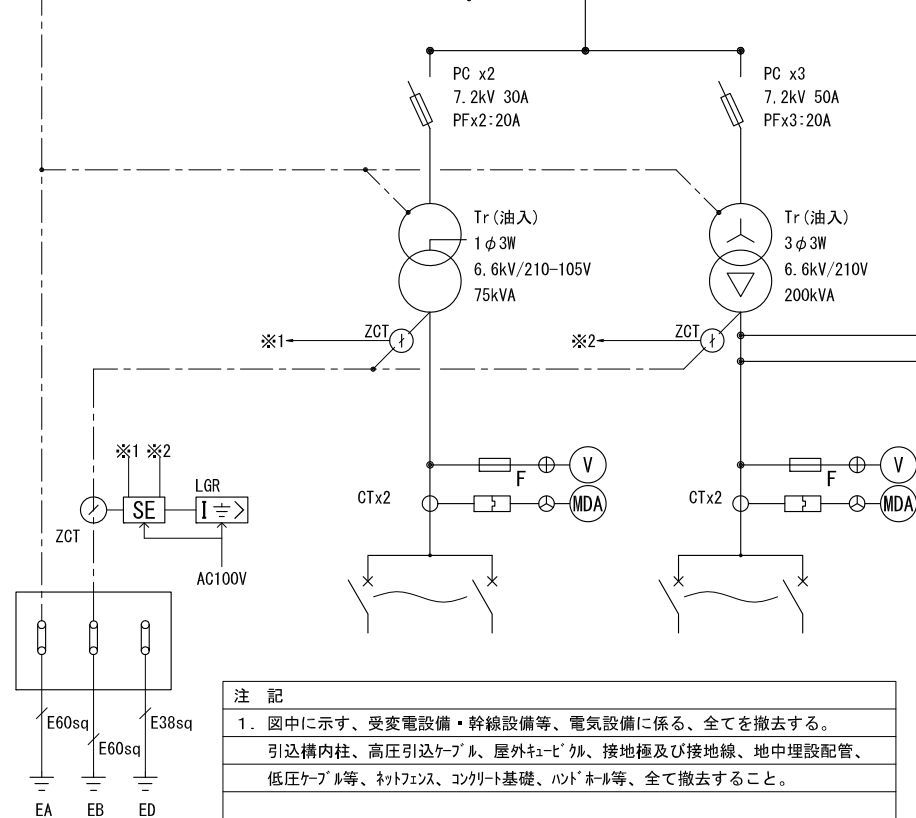 PC x2
7.2kV 30A
PFx2:20A
PC x3
7.2kV 50A
PFx3:20A
Tr(油入)
1φ3W
6.6kV/210-105V
75kVA
Tr(油入)
3φ3W
6.6kV/210V
200kVA
※1
ZCT
※2
ZCT
※1 ※2
ZCT
SE
LGR
I
AC100V
F
V
CTx2
MDA
F
V
CTx2
MDA
E60sq
E60sq
E38sq
EA
EB
ED
注 記
1. 図中に示す、受変電設備・幹線設備等、電気設備に係る、全てを撤去する。
引込構内柱、高圧引込ｹｰﾌﾞﾙ、屋外ｷｭｰﾋﾞｸﾙ、接地極及び接地線、地中埋設配管、
低圧ｹｰﾌﾞﾙ等、ﾈｯﾄﾌｪﾝｽ、ｺﾝｸﾘｰﾄ基礎、ﾊﾝﾄﾞﾎｰﾙ等、全て撤去すること。